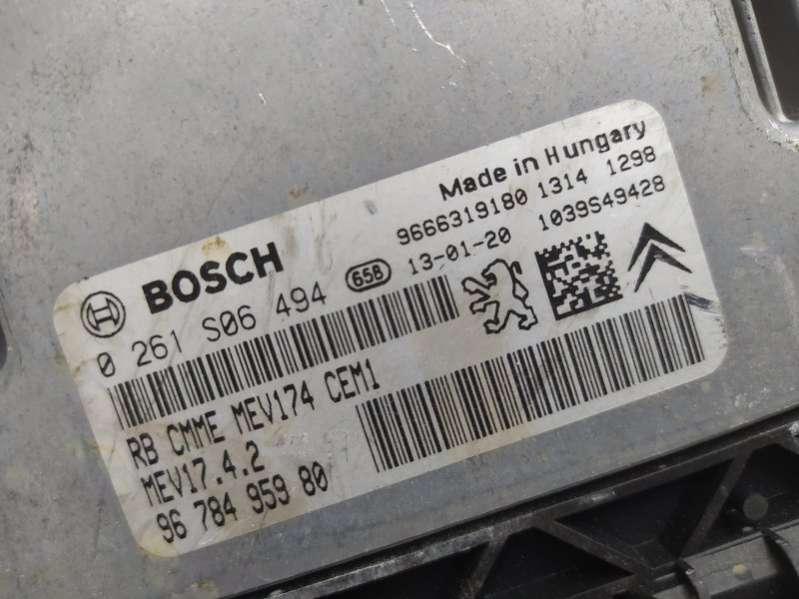 Made in Hungary
9666319180 1314 1298
13-01-20 1039S49428
BOSCH
0 261 S06 494 658
RB CMME MEV174 CEM1
MEV17.4.2
96 784 959 80